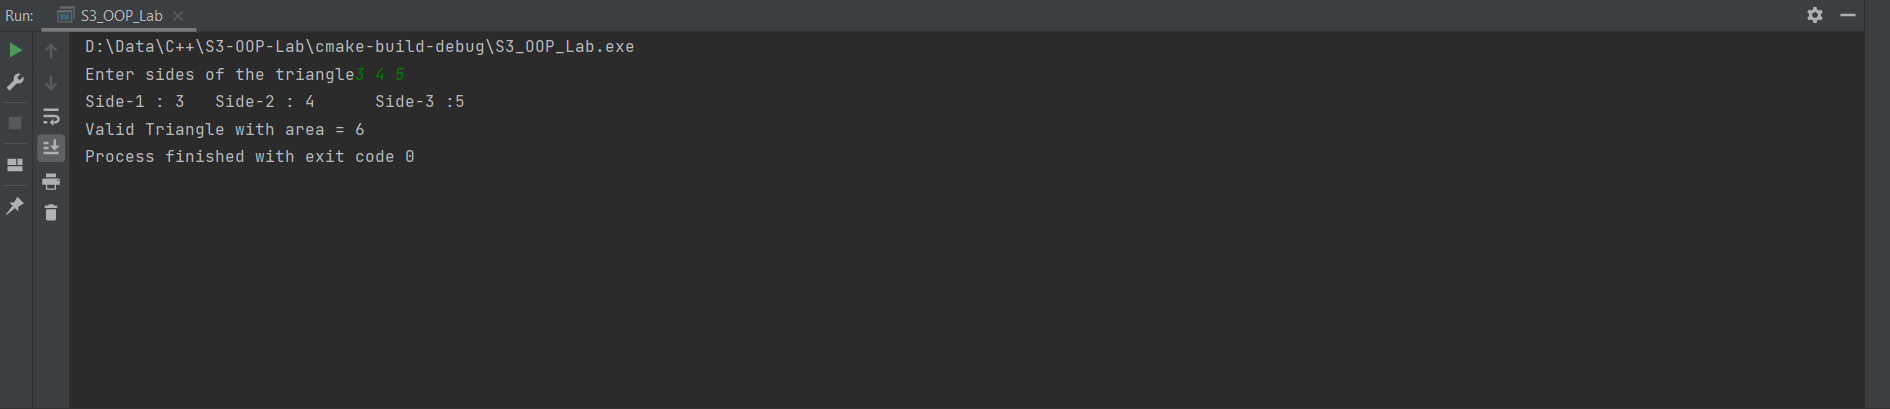 Run: S3_OOP_Lab
D:\Data\C++\S3-OOP-Lab\cmake-build-debug\S3_OOP_Lab.exe
Enter sides of the triangle3 4 5
Side-1 : 3   Side-2 : 4      Side-3 :5
Valid Triangle with area = 6
Process finished with exit code 0